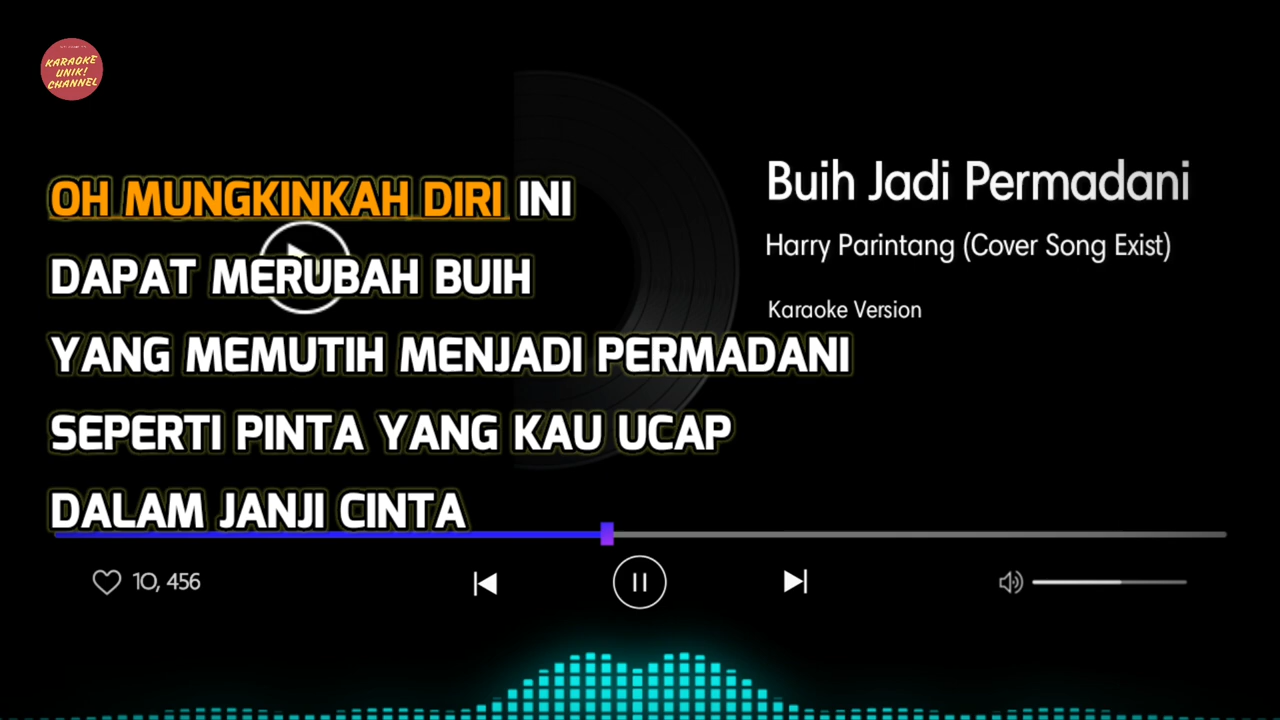 KARAOKE
UNIK!
CHANNEL
OH MUNGKINKAH DIRI INI
DAPAT MERUBAH BUIH
YANG MEMUTIH MENJADI PERMADANI
SEPERTI PINTA YANG KAU UCAP
DALAM JANJI CINTA
Buih Jadi Permadani
Harry Parintang (Cover Song Exist)
Karaoke Version
10, 456